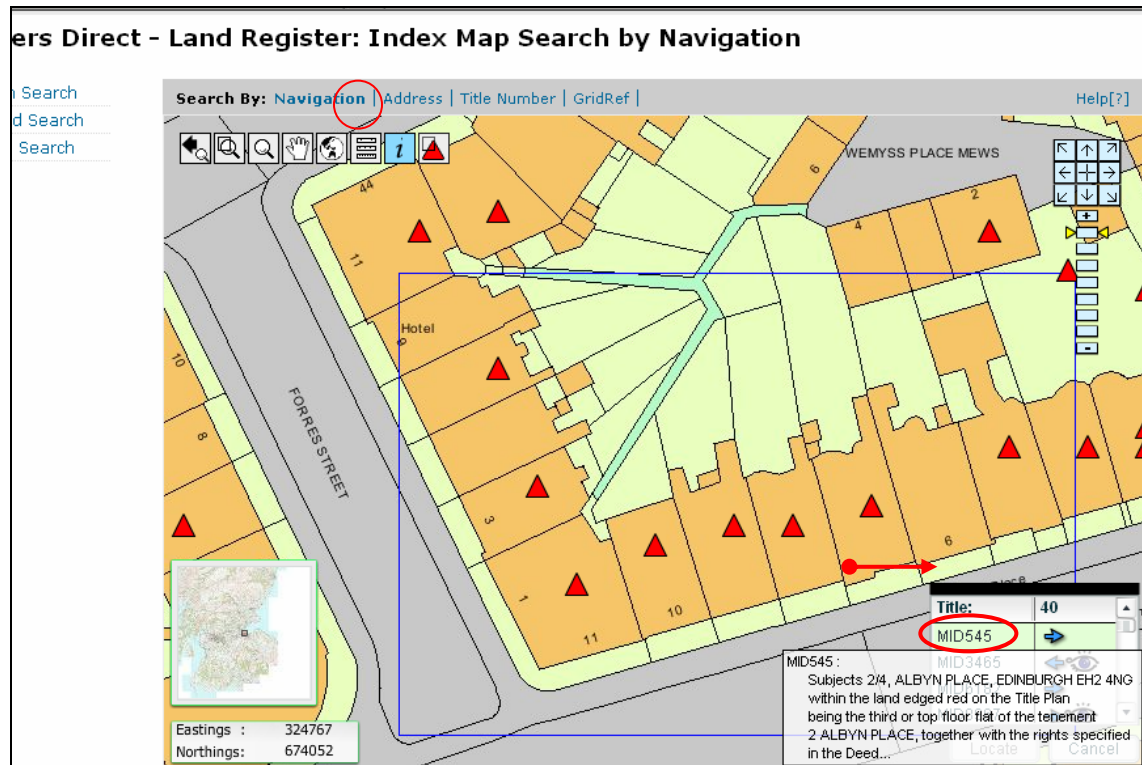 ers Direct - Land Register: Index Map Search by Navigation
Search
d Search
Search
Search By: Navigation | Address | Title Number | GridRef | Help[?]
WEMYSS PLACE MEWS
44
6
2
4
11
Hotel
9
10
8
FORRES STREET
3
1
11
10
6
Title: 40
MID545
MID3465
MID545 :
Subjects 2/4, ALBYN PLACE, EDINBURGH EH2 4NG
within the land edged red on the Title Plan
being the third or top floor flat of the tenement
2 ALBYN PLACE, together with the rights specified
in the Deed...
Locate Cancel
Eastings : 324767
Northings: 674052